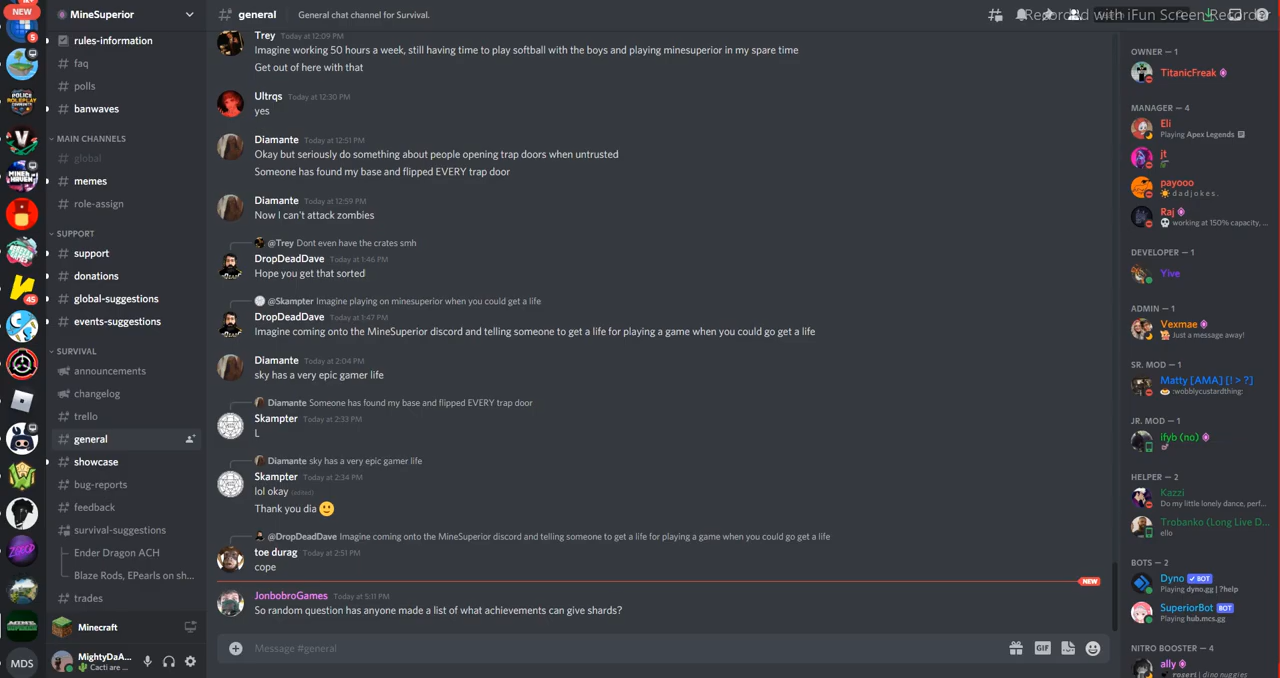 NEW
MineSuperior
general
General chat channel for Survival.
Recorded with iFun Screen Recorder
5
45
MDS
rules-information
faq
polls
banwaves
MAIN CHANNELS
global
memes
role-assign
SUPPORT
support
donations
global-suggestions
events-suggestions
SURVIVAL
announcements
changelog
trello
general
showcase
bug-reports
feedback
survival-suggestions
Ender Dragon ACH
Blaze Rods, EPearls on sh...
trades
Minecraft
MightyDaA...
Cacti are ...
Trey Today at 12:09 PM
Imagine working 50 hours a week, still having time to play softball with the boys and playing minesuperior in my spare time
Get out of here with that
Ultrqs Today at 12:30 PM
yes
Diamante Today at 12:51 PM
Okay but seriously do something about people opening trap doors when untrusted
Someone has found my base and flipped EVERY trap door
Diamante Today at 12:59 PM
Now I can't attack zombies
@Trey Dont even have the crates smh
DropDeadDave Today at 1:46 PM
Hope you get that sorted
@Skampter Imagine playing on minesuperior when you could get a life
DropDeadDave Today at 1:47 PM
Imagine coming onto the MineSuperior discord and telling someone to get a life for playing a game when you could go get a life
Diamante Today at 2:04 PM
sky has a very epic gamer life
Diamante Someone has found my base and flipped EVERY trap door
Skampter Today at 2:33 PM
L
Diamante sky has a very epic gamer life
Skampter Today at 2:34 PM
lol okay (edited)
Thank you dia
@DropDeadDave Imagine coming onto the MineSuperior discord and telling someone to get a life for playing a game when you could go get a life
toe durag Today at 2:51 PM
cope
NEW
JonbobroGames Today at 5:11 PM
So random question has anyone made a list of what achievements can give shards?
Message #general
GIF
OWNER — 1
TitanicFreak
MANAGER — 4
Eli
Playing Apex Legends
jt
payooo
d a d j o k e s .
Raj
working at 150% capacity, ...
DEVELOPER — 1
Yive
ADMIN — 1
Vexmae
Just a message away!
SR. MOD — 1
Matty [AMA] [! > ?]
:wobblycustardthing:
JR. MOD — 1
ifyb (no)
HELPER — 2
Kazzi
Do my little lonely dance, perf...
Trobanko (Long Live D...
ello
BOTS — 2
Dyno BOT
Playing dyno.gg | ?help
SuperiorBot BOT
Playing hub.mcs.gg
NITRO BOOSTER — 4
ally